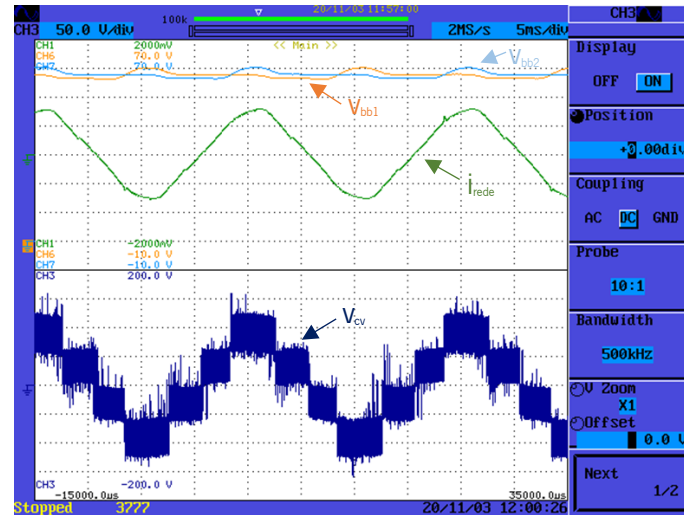 20/11/03 11:57:00
100k
CH3 50.0 V/div
2MS/s 5ms/div
CH1 2000mV
CH6 70.0 V
CH7 70.0 V
<< Main >>
Vbb2
Vbb1
irede
CH1 -2000mV
CH6 -10.0 V
CH7 -10.0 V
CH3 200.0 V
Vcv
CH3 -200.0 V
-15000.0us
35000.0us
Stopped 3777
20/11/03 12:00:26
CH3
Display
OFF ON
Position
+0.00div
Coupling
AC DC GND
Probe
10:1
Bandwidth
500kHz
V Zoom
X1
Offset
0.0 V
Next
1/2